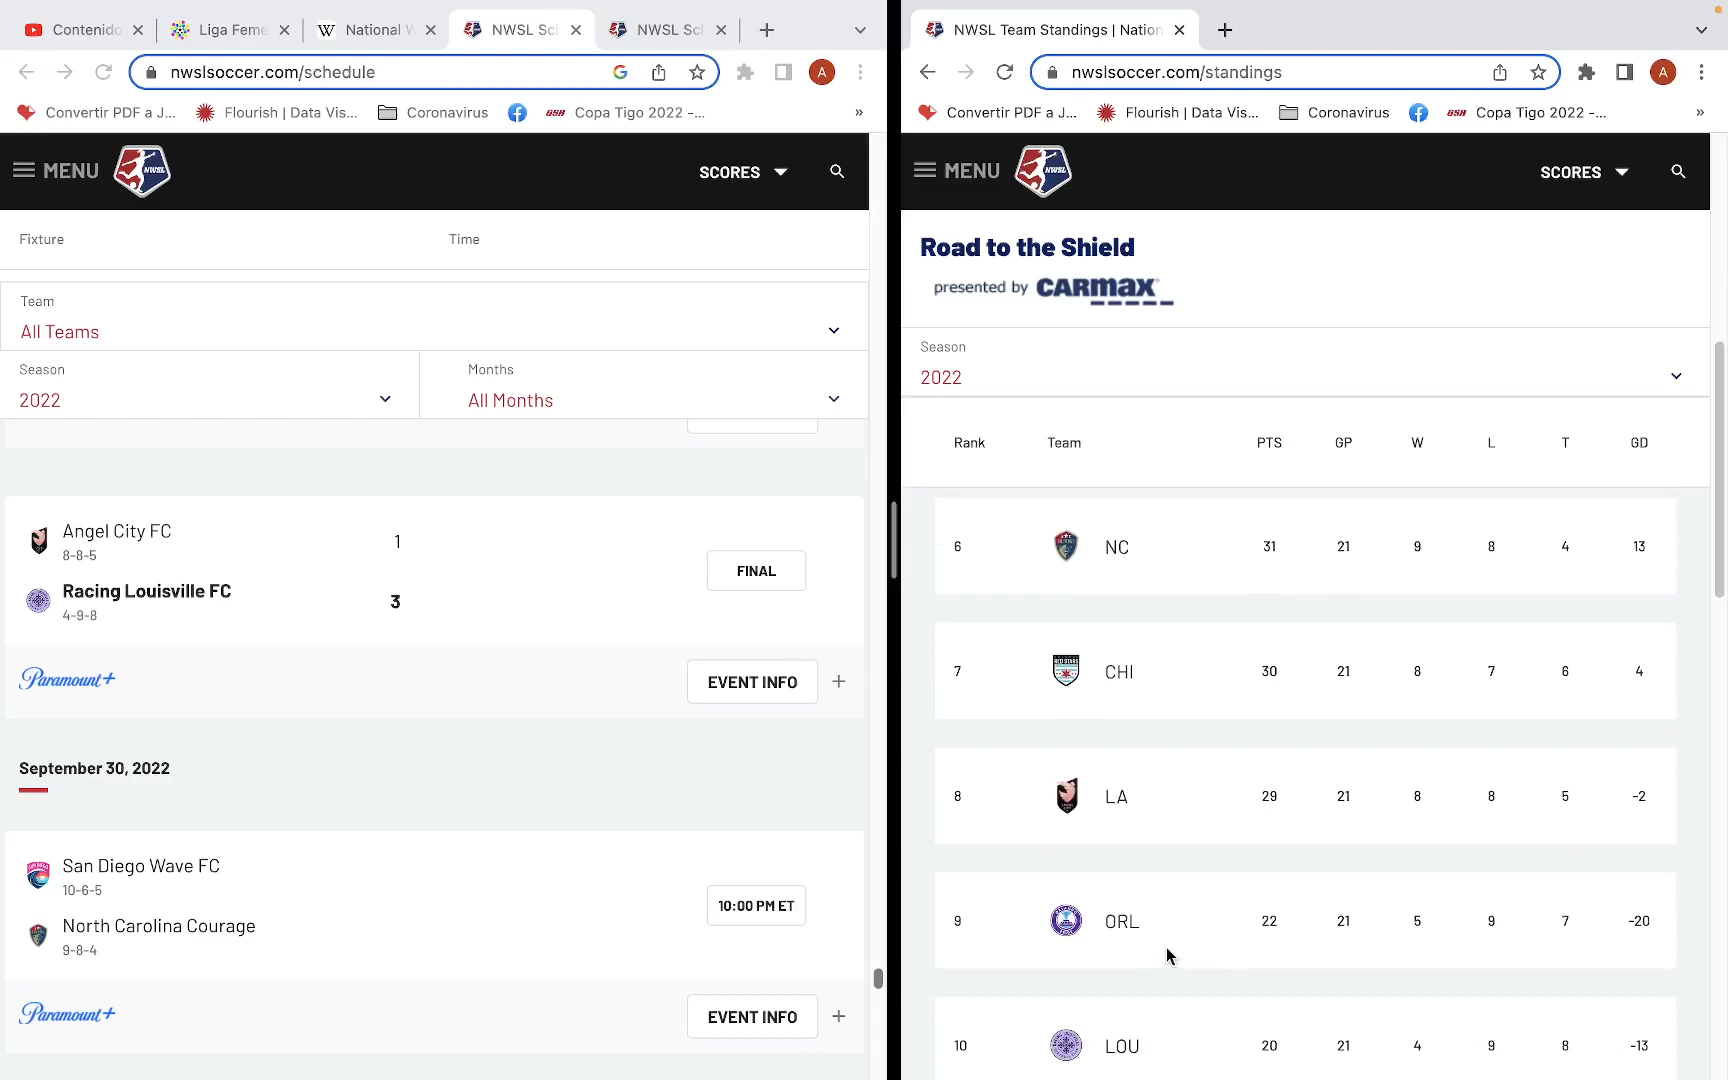 Contenido
Liga Feme
National W
NWSL Sc
NWSL Sc
nwslsoccer.com/schedule
A
Convertir PDF a J...
Flourish | Data Vis...
Coronavirus
Copa Tigo 2022 -...
»
MENU
NWSL
SCORES
Fixture
Time
Team
All Teams
Season
2022
Months
All Months
Angel City FC
8-8-5
1
Racing Louisville FC
4-9-8
3
FINAL
Paramount+
EVENT INFO
+
September 30, 2022
San Diego Wave FC
10-6-5
North Carolina Courage
9-8-4
10:00 PM ET
Paramount+
EVENT INFO
+
NWSL Team Standings | Nation
nwslsoccer.com/standings
A
Convertir PDF a J...
Flourish | Data Vis...
Coronavirus
Copa Tigo 2022 -...
»
MENU
NWSL
SCORES
Road to the Shield
presented by CARMAX
Season
2022
Rank Team PTS GP W L T GD
6 NC 31 21 9 8 4 13
7 CHI 30 21 8 7 6 4
8 LA 29 21 8 8 5 -2
9 ORL 22 21 5 9 7 -20
10 LOU 20 21 4 9 8 -13